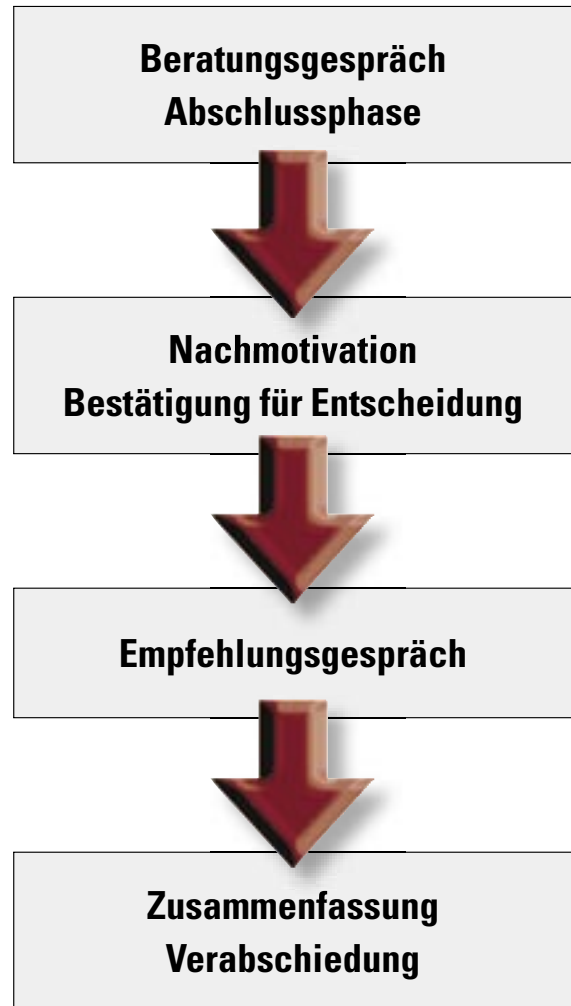 Beratungsgespräch
Abschlussphase
Nachmotivation
Bestätigung für Entscheidung
Empfehlungsgespräch
Zusammenfassung
Verabschiedung